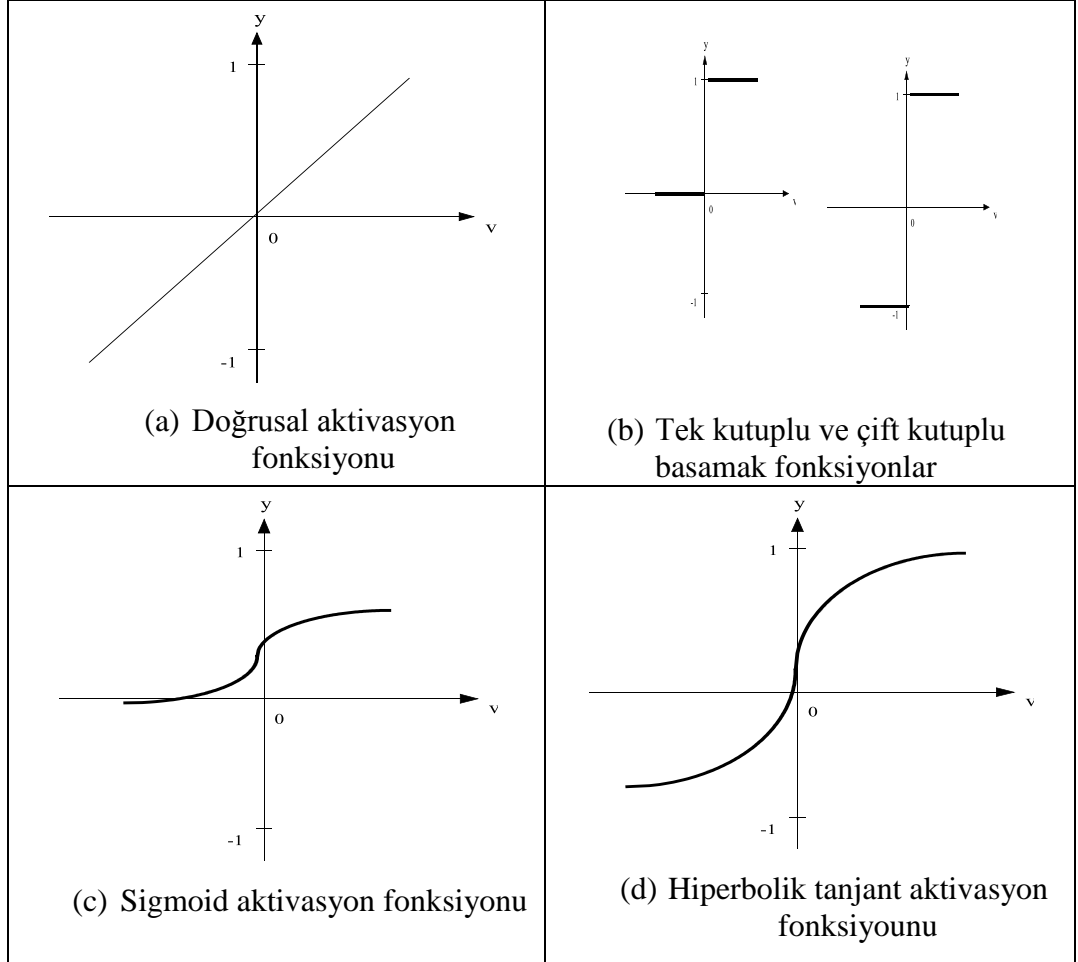 y
1
0
v
-1
(a) Doğrusal aktivasyon
fonksiyonu
y
1
0
v
-1
y
1
0
v
-1
(b) Tek kutuplu ve çift kutuplu
basamak fonksiyonlar
y
1
0
v
-1
(c) Sigmoid aktivasyon fonksiyonu
y
1
0
v
-1
(d) Hiperbolik tanjant aktivasyon
fonksiyounu